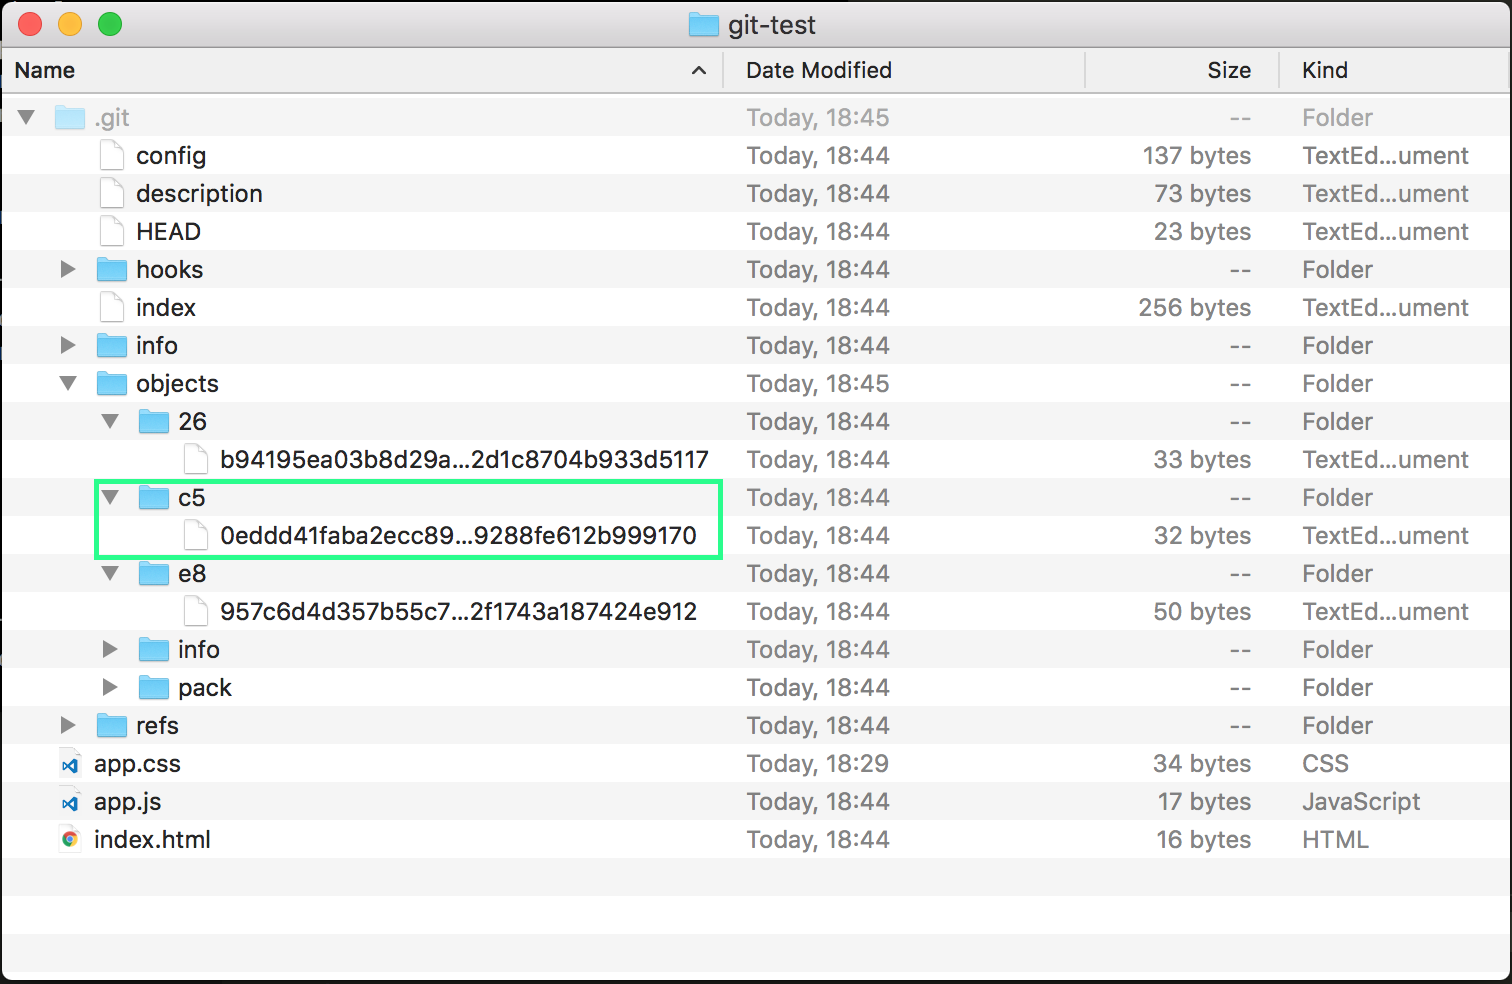 git-test
Name Date Modified Size Kind
.git Today, 18:45 -- Folder
config Today, 18:44 137 bytes TextEd...ument
description Today, 18:44 73 bytes TextEd...ument
HEAD Today, 18:44 23 bytes TextEd...ument
hooks Today, 18:44 -- Folder
index Today, 18:44 256 bytes TextEd...ument
info Today, 18:44 -- Folder
objects Today, 18:45 -- Folder
26 Today, 18:44 -- Folder
b94195ea03b8d29a...2d1c8704b933d5117 Today, 18:44 33 bytes TextEd...ument
c5 Today, 18:44 -- Folder
0eddd41faba2ecc89...9288fe612b999170 Today, 18:44 32 bytes TextEd...ument
e8 Today, 18:44 -- Folder
957c6d4d357b55c7...2f1743a187424e912 Today, 18:44 50 bytes TextEd...ument
info Today, 18:44 -- Folder
pack Today, 18:44 -- Folder
refs Today, 18:44 -- Folder
app.css Today, 18:29 34 bytes CSS
app.js Today, 18:44 17 bytes JavaScript
index.html Today, 18:44 16 bytes HTML